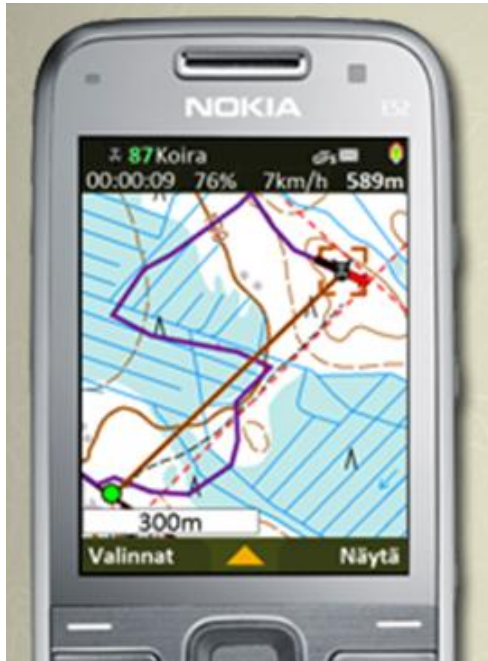 NOKIA E52
87 Koira
00:00:09 76% 7km/h 589m
300m
Valinnat Näytä